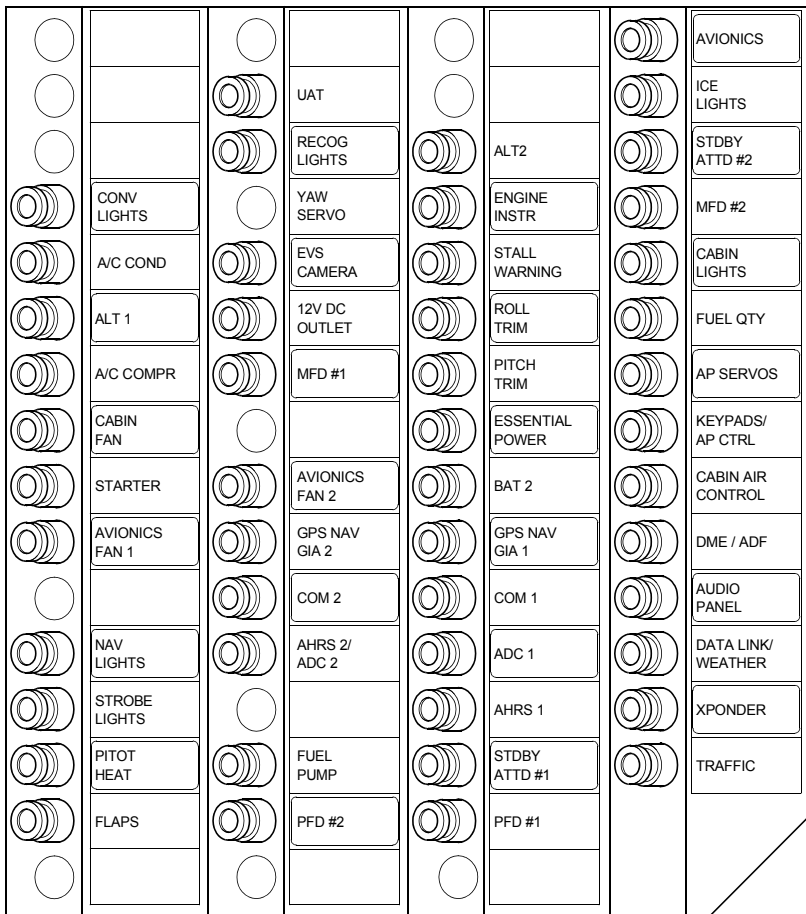 CONV
LIGHTS
A/C COND
ALT 1
A/C COMPR
CABIN
FAN
STARTER
AVIONICS
FAN 1
NAV
LIGHTS
STROBE
LIGHTS
PITOT
HEAT
FLAPS
UAT
RECOG
LIGHTS
YAW
SERVO
EVS
CAMERA
12V DC
OUTLET
MFD #1
AVIONICS
FAN 2
GPS NAV
GIA 2
COM 2
AHRS 2/
ADC 2
FUEL
PUMP
PFD #2
ALT2
ENGINE
INSTR
STALL
WARNING
ROLL
TRIM
PITCH
TRIM
ESSENTIAL
POWER
BAT 2
GPS NAV
GIA 1
COM 1
ADC 1
AHRS 1
STDBY
ATTD #1
PFD #1
AVIONICS
ICE
LIGHTS
STDBY
ATTD #2
MFD #2
CABIN
LIGHTS
FUEL QTY
AP SERVOS
KEYPADS/
AP CTRL
CABIN AIR
CONTROL
DME / ADF
AUDIO
PANEL
DATA LINK/
WEATHER
XPONDER
TRAFFIC